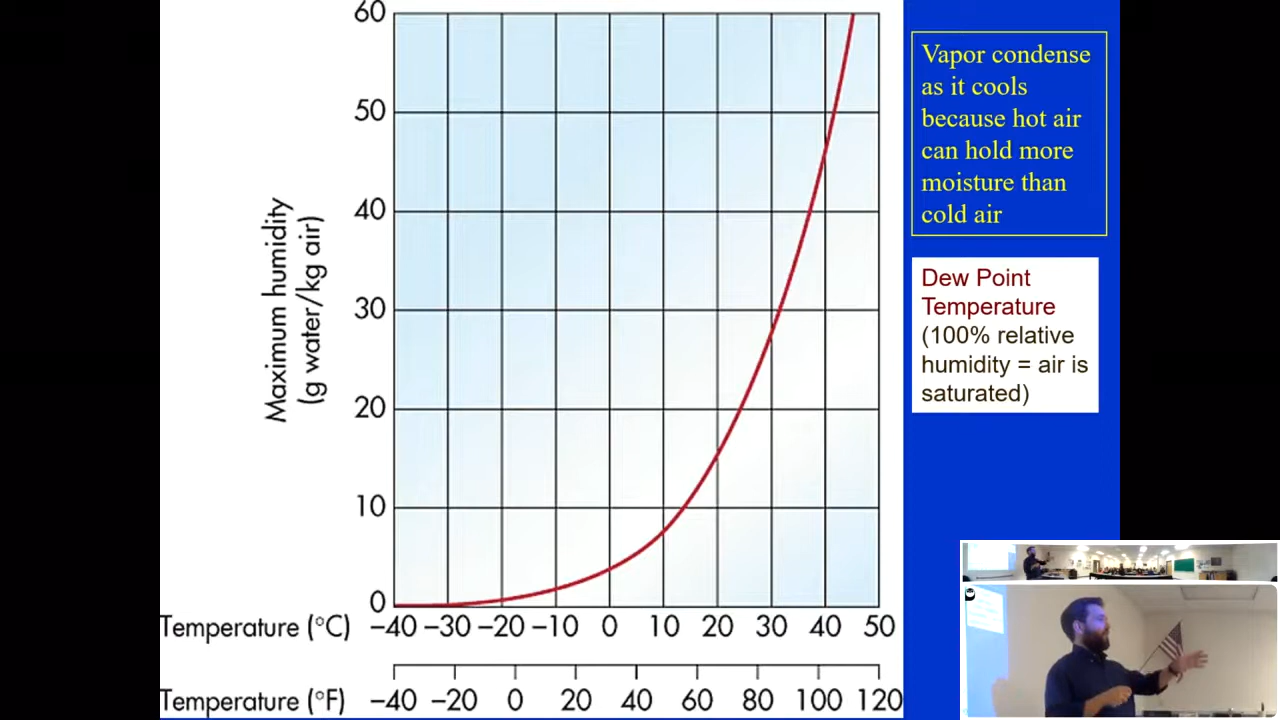 60
50
40
30
20
10
0
Maximum humidity
(g water/kg air)
Temperature (°C) −40 −30 −20 −10 0 10 20 30 40 50
Temperature (°F) −40 −20 0 20 40 60 80 100 120
Vapor condense
as it cools
because hot air
can hold more
moisture than
cold air
Dew Point
Temperature
(100% relative
humidity = air is
saturated)